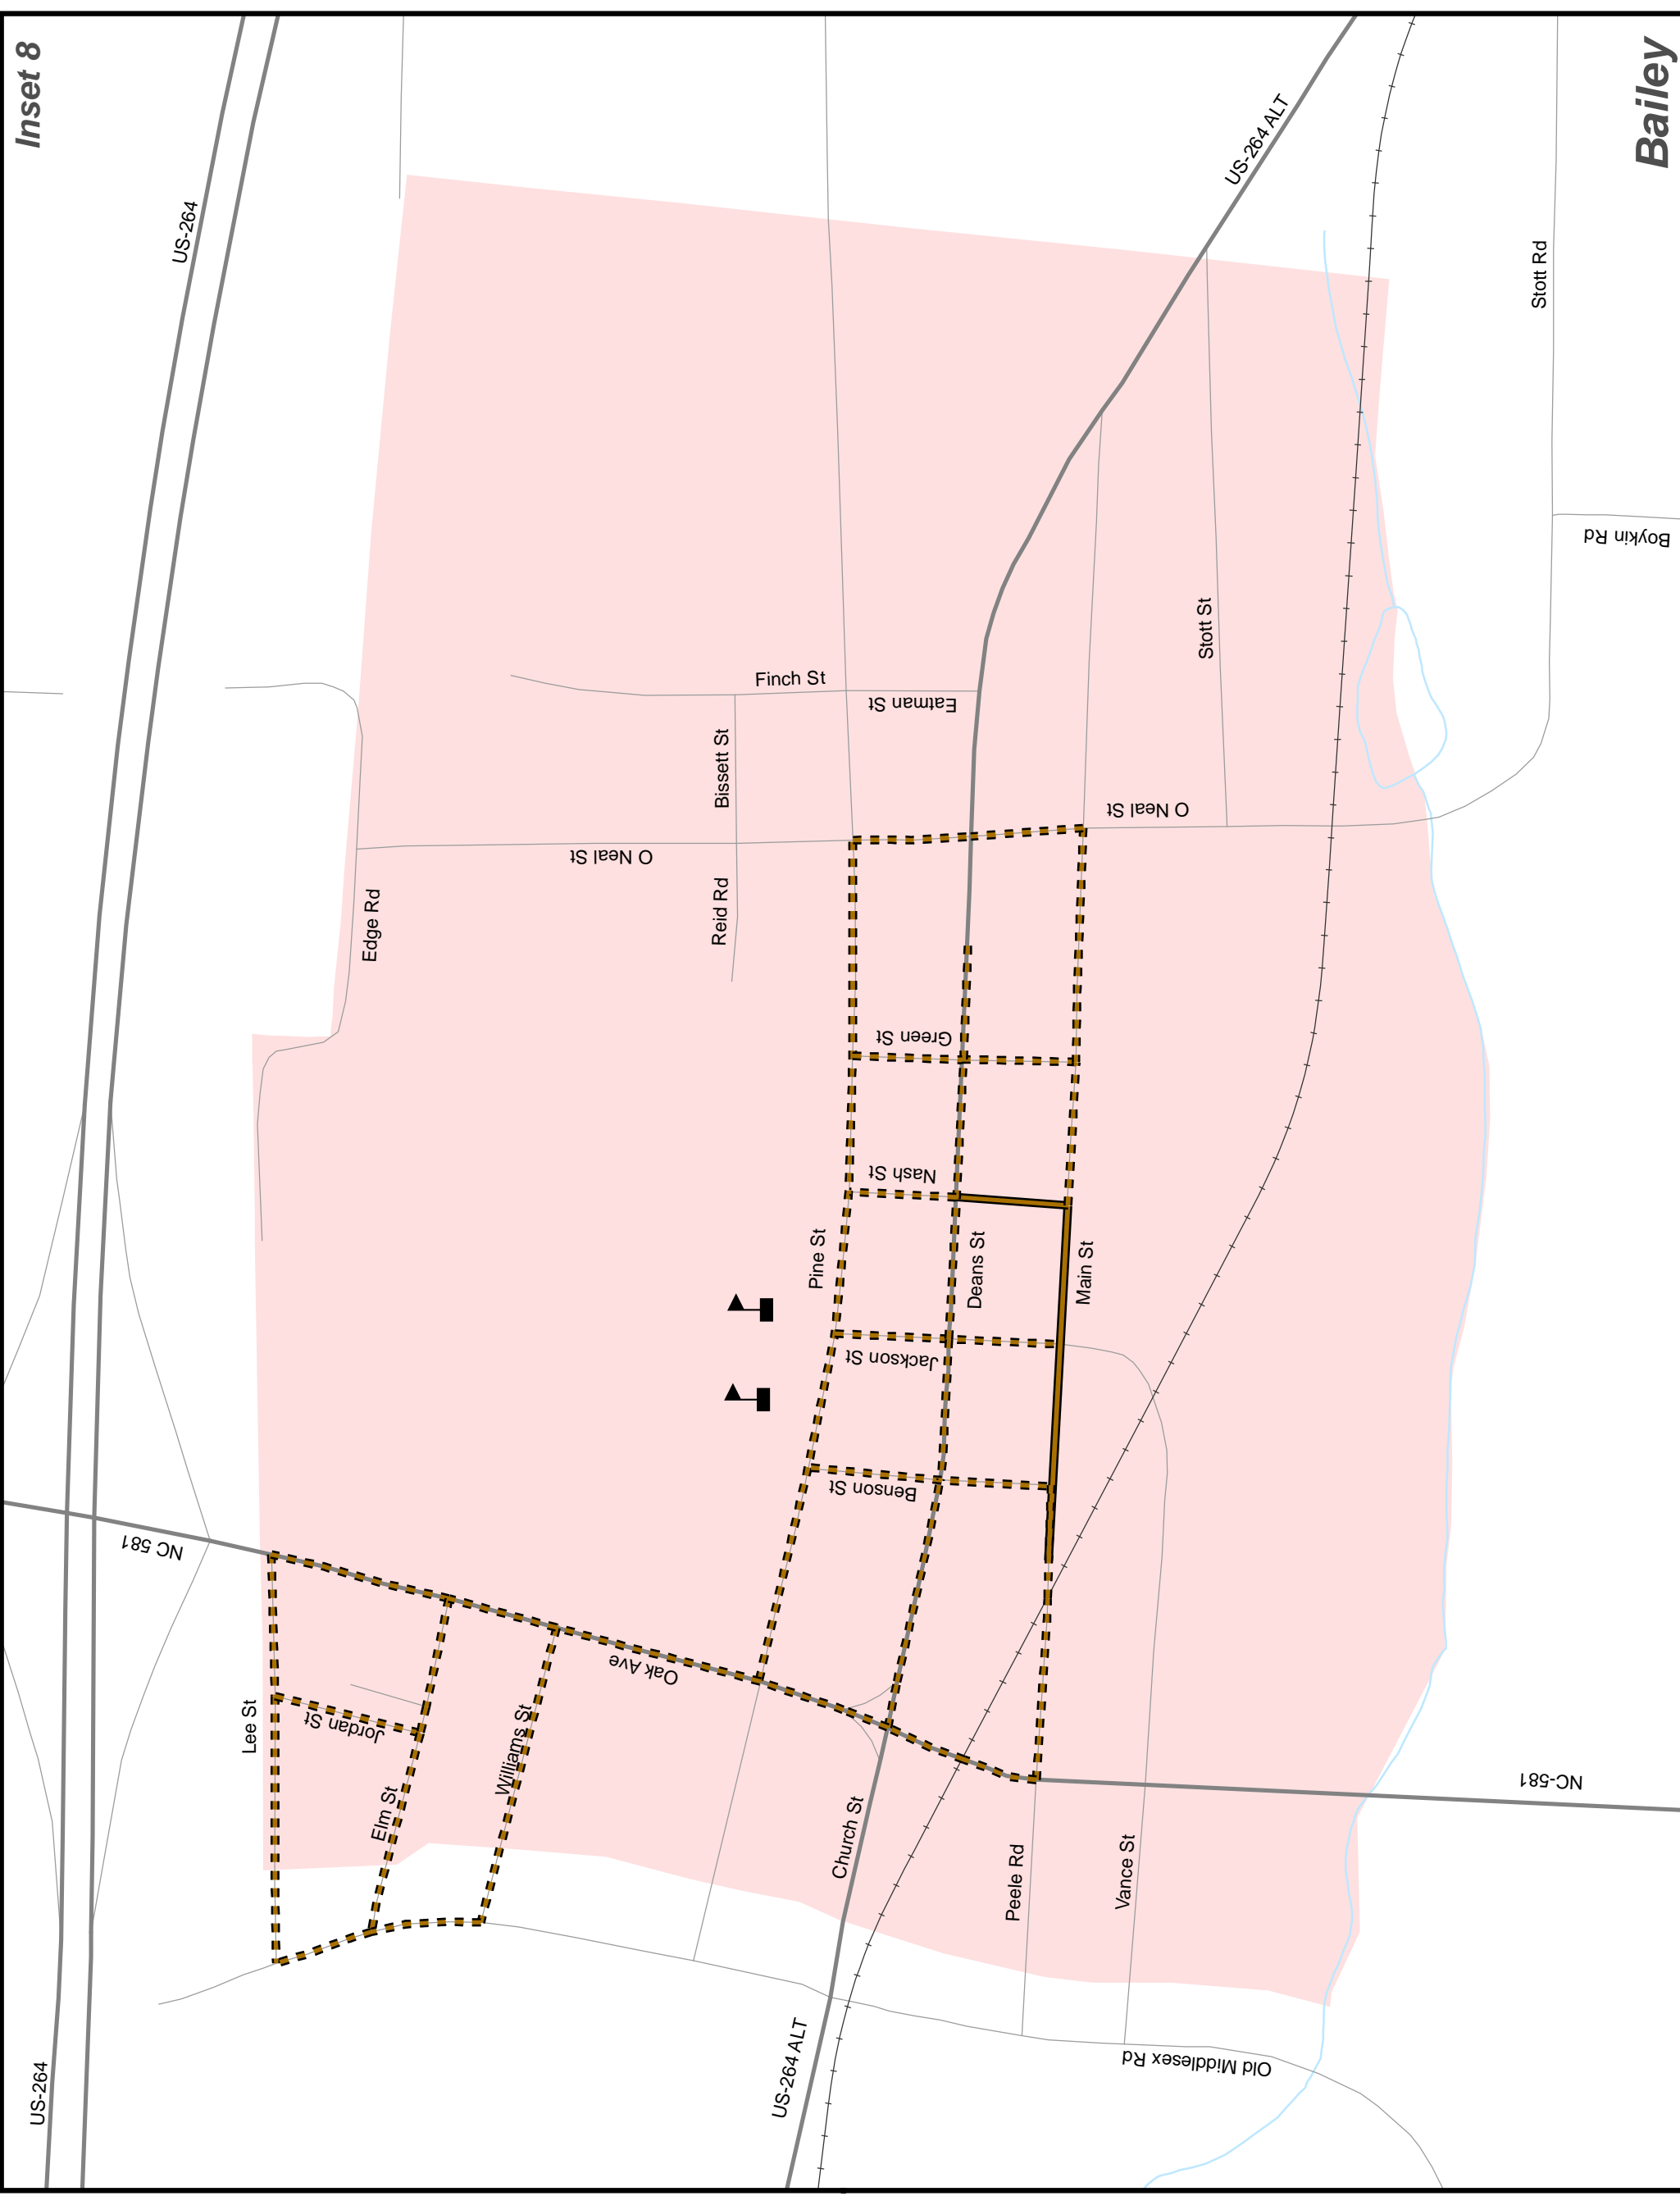 Inset 8
Bailey
US-264
US-264 ALT
Stott Rd
Boykin Rd
Stott St
Finch St
Eatman St
Bissett St
O Neal St
O Neal St
Edge Rd
Reid Rd
Green St
Nash St
Pine St
Deans St
Main St
Jackson St
Benson St
NC 581
Oak Ave
Lee St
Jordan St
Williams St
Elm St
Church St
NC-581
Peele Rd
Vance St
US-264
US-264 ALT
Old Middlesex Rd